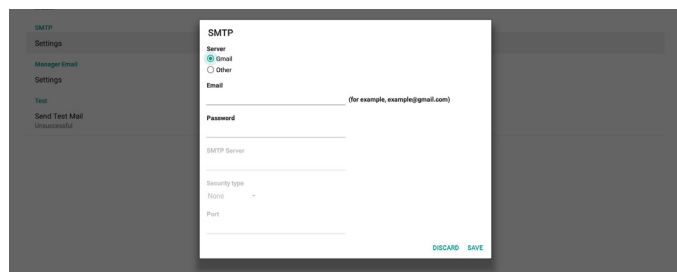 SMTP
Settings
Manager Email
Settings
Test
Send Test Mail
Unsuccessful
SMTP
Server
Gmail
Other
Email
(for example, example@gmail.com)
Password
SMTP Server
Security type
None
Port
DISCARD SAVE